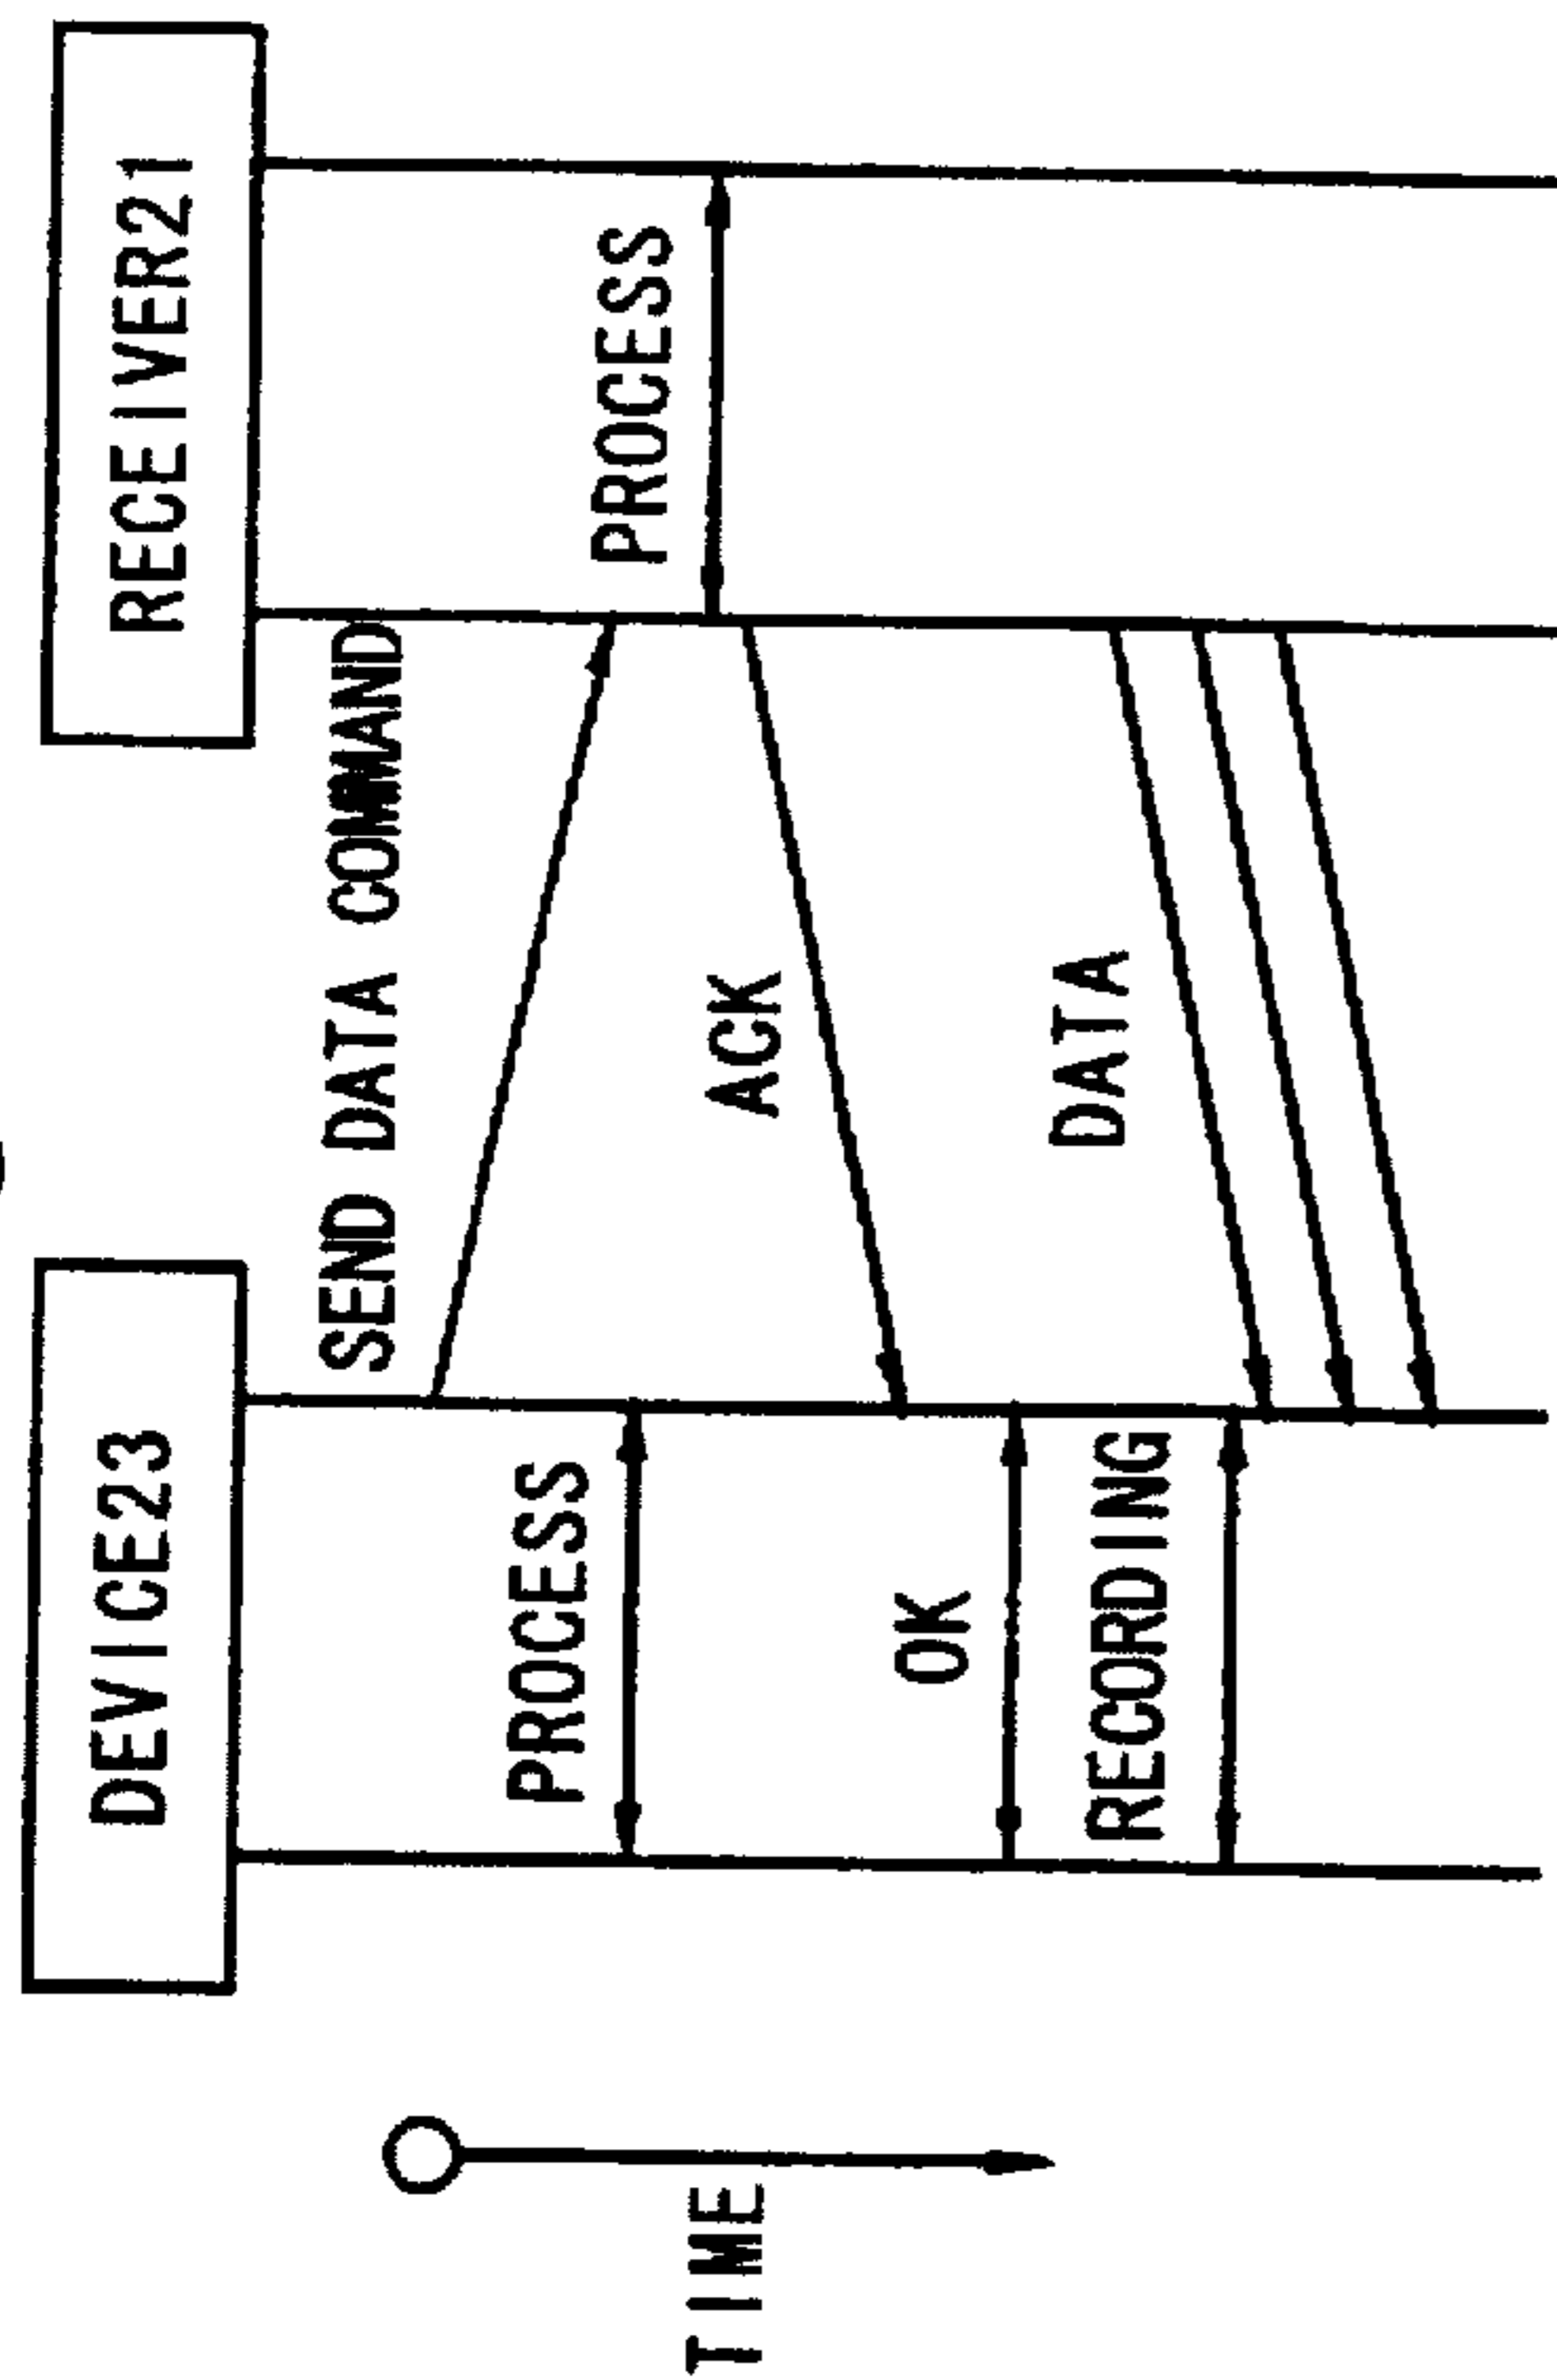 DEVICE23
RECEIVER21
SEND DATA COMMAND
PROCESS
PROCESS
ACK
OK
DATA
RECORDING
TIME